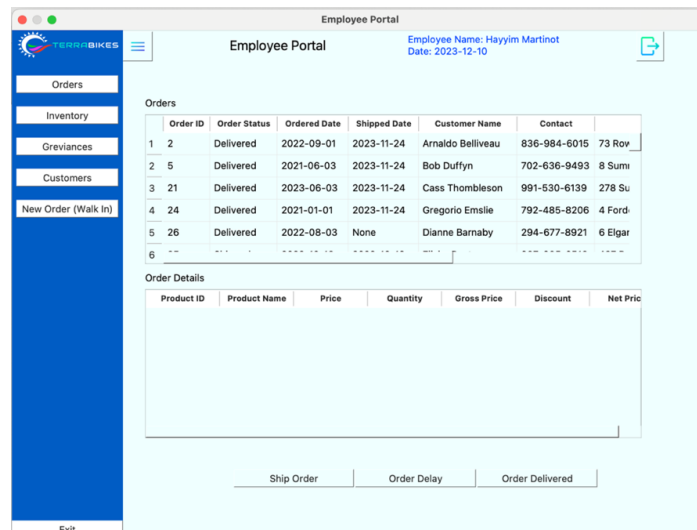 Employee Portal
TERRABIKES
Employee Portal
Employee Name: Hayyim Martinot
Date: 2023-12-10
Orders
Inventory
Greviances
Customers
New Order (Walk In)
Exit
Orders
Order ID Order Status Ordered Date Shipped Date Customer Name Contact
1 2 Delivered 2022-09-01 2023-11-24 Arnaldo Belliveau 836-984-6015 73
2 5 Delivered 2021-06-03 2023-11-24 Bob Duffyn 702-636-9493 8
3 21 Delivered 2023-06-03 2023-11-24 Cass Thombleson 991-530-6139 278
4 24 Delivered 2021-01-01 2023-11-24 Gregorio Emslie 792-485-8206 4
5 26 Delivered 2022-08-03 None Dianne Barnaby 294-677-8921 6
6
Order Details
Product ID Product Name Price Quantity Gross Price Discount Net Pric
Ship Order Order Delay Order Delivered